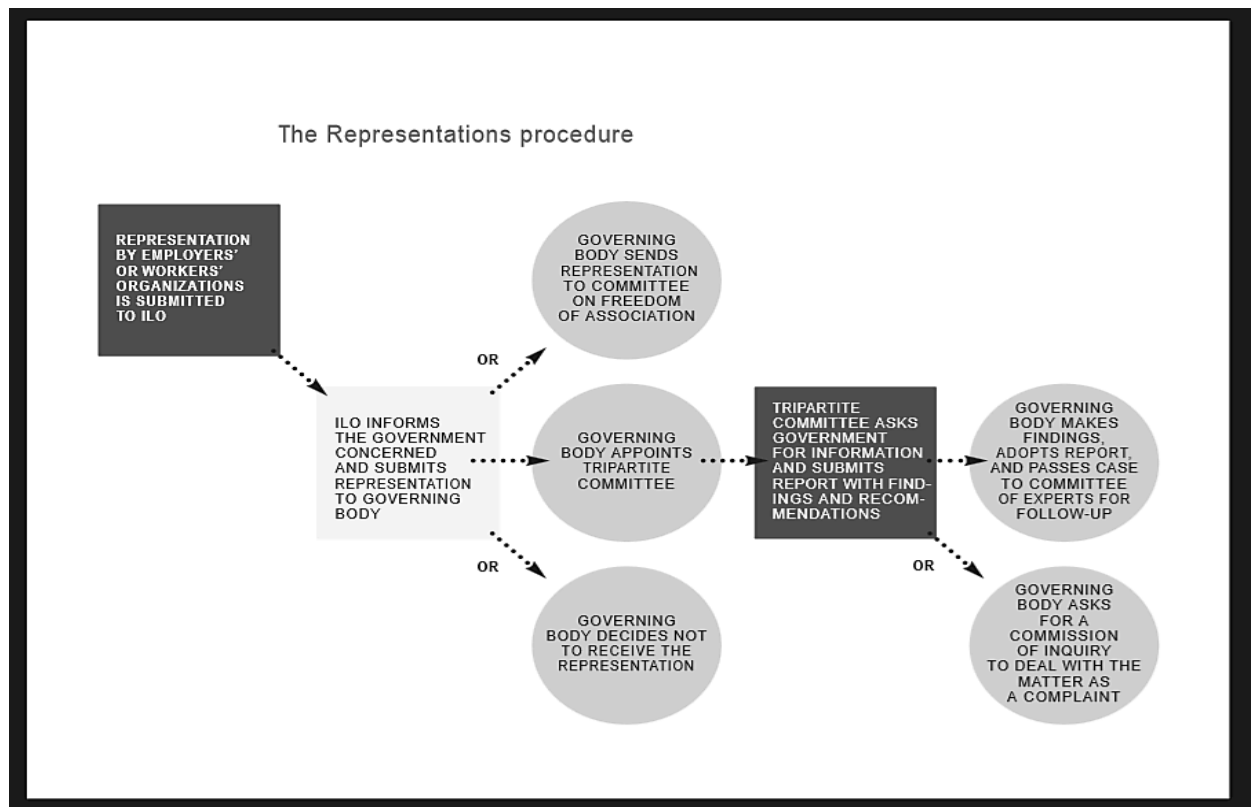 The Representations procedure
REPRESENTATION
BY EMPLOYERS'
OR WORKERS'
ORGANIZATIONS
IS SUBMITTED
TO ILO
ILO INFORMS
THE GOVERNMENT
CONCERNED
AND SUBMITS
REPRESENTATION
TO GOVERNING
BODY
OR
GOVERNING
BODY SENDS
REPRESENTATION
TO COMMITTEE
ON FREEDOM
OF ASSOCIATION
GOVERNING
BODY APPOINTS
TRIPARTITE
COMMITTEE
OR
GOVERNING
BODY DECIDES NOT
TO RECEIVE THE
REPRESENTATION
TRIPARTITE
COMMITTEE ASKS
GOVERNMENT
FOR INFORMATION
AND SUBMITS
REPORT WITH FIND-
INGS AND RECOM-
MENDATIONS
GOVERNING
BODY MAKES
FINDINGS,
ADOPTS REPORT,
AND PASSES CASE
TO COMMITTEE
OF EXPERTS FOR
FOLLOW-UP
OR
GOVERNING
BODY ASKS
FOR A
COMMISSION
OF INQUIRY
TO DEAL WITH THE
MATTER AS
A COMPLAINT